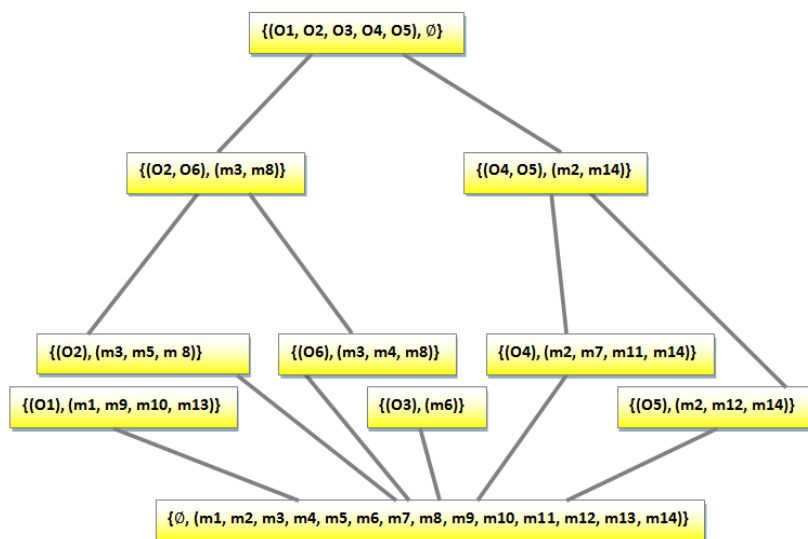 {(O1, O2, O3, O4, O5), ∅}
{(O2, O6), (m3, m8)}
{(O4, O5), (m2, m14)}
{(O2), (m3, m5, m 8)}
{(O6), (m3, m4, m8)}
{(O4), (m2, m7, m11, m14)}
{(O1), (m1, m9, m10, m13)}
{(O3), (m6)}
{(O5), (m2, m12, m14)}
{∅, (m1, m2, m3, m4, m5, m6, m7, m8, m9, m10, m11, m12, m13, m14)}